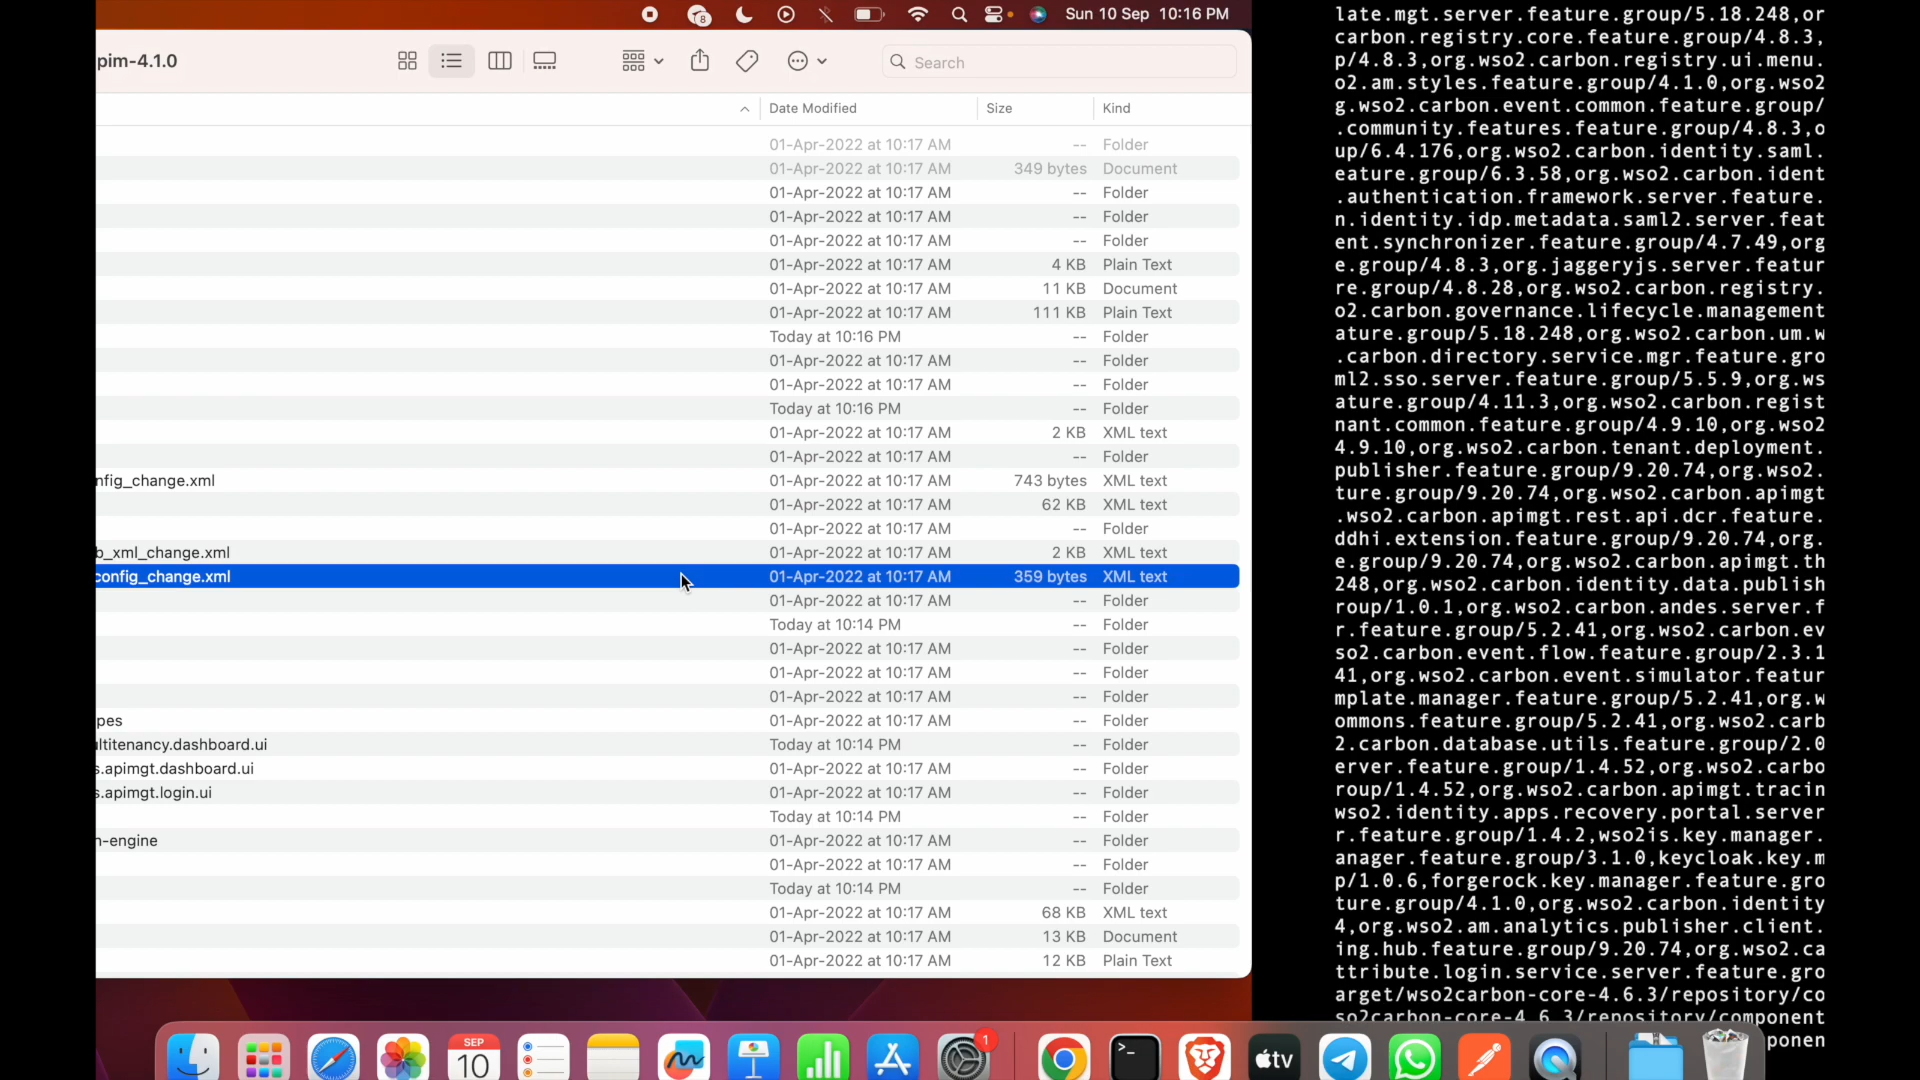 8
Sun 10 Sep 10:16 PM
pim-4.1.0
Search
Date Modified Size Kind
01-Apr-2022 at 10:17 AM -- Folder
01-Apr-2022 at 10:17 AM 349 bytes Document
01-Apr-2022 at 10:17 AM -- Folder
01-Apr-2022 at 10:17 AM -- Folder
01-Apr-2022 at 10:17 AM -- Folder
01-Apr-2022 at 10:17 AM 4 KB Plain Text
01-Apr-2022 at 10:17 AM 11 KB Document
01-Apr-2022 at 10:17 AM 111 KB Plain Text
Today at 10:16 PM -- Folder
01-Apr-2022 at 10:17 AM -- Folder
01-Apr-2022 at 10:17 AM -- Folder
Today at 10:16 PM -- Folder
01-Apr-2022 at 10:17 AM 2 KB XML text
01-Apr-2022 at 10:17 AM -- Folder
nfig_change.xml 01-Apr-2022 at 10:17 AM 743 bytes XML text
01-Apr-2022 at 10:17 AM 62 KB XML text
01-Apr-2022 at 10:17 AM -- Folder
b_xml_change.xml 01-Apr-2022 at 10:17 AM 2 KB XML text
config_change.xml 01-Apr-2022 at 10:17 AM 359 bytes XML text
01-Apr-2022 at 10:17 AM -- Folder
Today at 10:14 PM -- Folder
01-Apr-2022 at 10:17 AM -- Folder
01-Apr-2022 at 10:17 AM -- Folder
01-Apr-2022 at 10:17 AM -- Folder
pes 01-Apr-2022 at 10:17 AM -- Folder
ultitenancy.dashboard.ui Today at 10:14 PM -- Folder
s.apimgt.dashboard.ui 01-Apr-2022 at 10:17 AM -- Folder
s.apimgt.login.ui 01-Apr-2022 at 10:17 AM -- Folder
Today at 10:14 PM -- Folder
n-engine 01-Apr-2022 at 10:17 AM -- Folder
01-Apr-2022 at 10:17 AM -- Folder
Today at 10:14 PM -- Folder
01-Apr-2022 at 10:17 AM 68 KB XML text
01-Apr-2022 at 10:17 AM 13 KB Document
01-Apr-2022 at 10:17 AM 12 KB Plain Text
SEP
10
1
>_
tv
late.mgt.server.feature.group/5.18.248,or
carbon.registry.core.feature.group/4.8.3,
p/4.8.3,org.wso2.carbon.registry.ui.menu.
o2.am.styles.feature.group/4.1.0,org.wso2
g.wso2.carbon.event.common.feature.group/
.community.features.feature.group/4.8.3,o
up/6.4.176,org.wso2.carbon.identity.saml.
eature.group/6.3.58,org.wso2.carbon.ident
.authentication.framework.server.feature.
n.identity.idp.metadata.saml2.server.feat
ent.synchronizer.feature.group/4.7.49,org
e.group/4.8.3,org.jaggeryjs.server.featur
re.group/4.8.28,org.wso2.carbon.registry.
o2.carbon.governance.lifecycle.management
ature.group/5.18.248,org.wso2.carbon.um.w
.carbon.directory.service.mgr.feature.gro
ml2.sso.server.feature.group/5.5.9,org.ws
ature.group/4.11.3,org.wso2.carbon.regist
nant.common.feature.group/4.9.10,org.wso2
4.9.10,org.wso2.carbon.tenant.deployment.
publisher.feature.group/9.20.74,org.wso2.
ture.group/9.20.74,org.wso2.carbon.apimgt
.wso2.carbon.apimgt.rest.api.dcr.feature.
ddhi.extension.feature.group/9.20.74,org.
e.group/9.20.74,org.wso2.carbon.apimgt.th
248,org.wso2.carbon.identity.data.publish
roup/1.0.1,org.wso2.carbon.andes.server.f
r.feature.group/5.2.41,org.wso2.carbon.ev
so2.carbon.event.flow.feature.group/2.3.1
41,org.wso2.carbon.event.simulator.featur
mplate.manager.feature.group/5.2.41,org.w
ommons.feature.group/5.2.41,org.wso2.carb
2.carbon.database.utils.feature.group/2.0
erver.feature.group/1.4.52,org.wso2.carbo
roup/1.4.52,org.wso2.carbon.apimgt.tracin
wso2.identity.apps.recovery.portal.server
r.feature.group/1.4.2,wso2is.key.manager.
anager.feature.group/3.1.0,keycloak.key.m
p/1.0.6,forgerock.key.manager.feature.gro
ture.group/4.1.0,org.wso2.carbon.identity
4,org.wso2.am.analytics.publisher.client.
ing.hub.feature.group/9.20.74,org.wso2.ca
ttribute.login.service.server.feature.gro
arget/wso2carbon-core-4.6.3/repository/co
so2carbon-core-4.6.3/repository/component
ponen